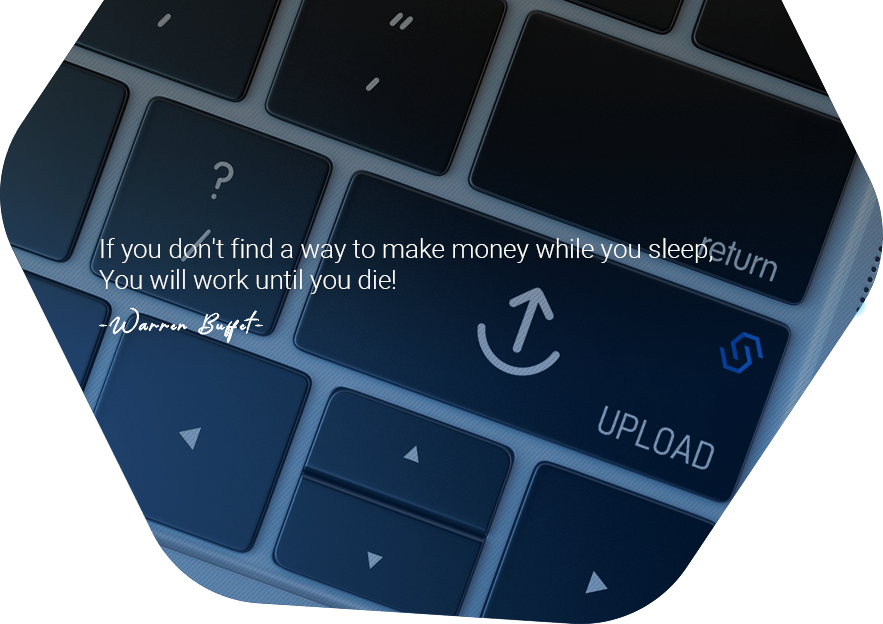 "
'
?
/
return
If you don't find a way to make money while you sleep,
You will work until you die!
-Warren Buffet-
UPLOAD